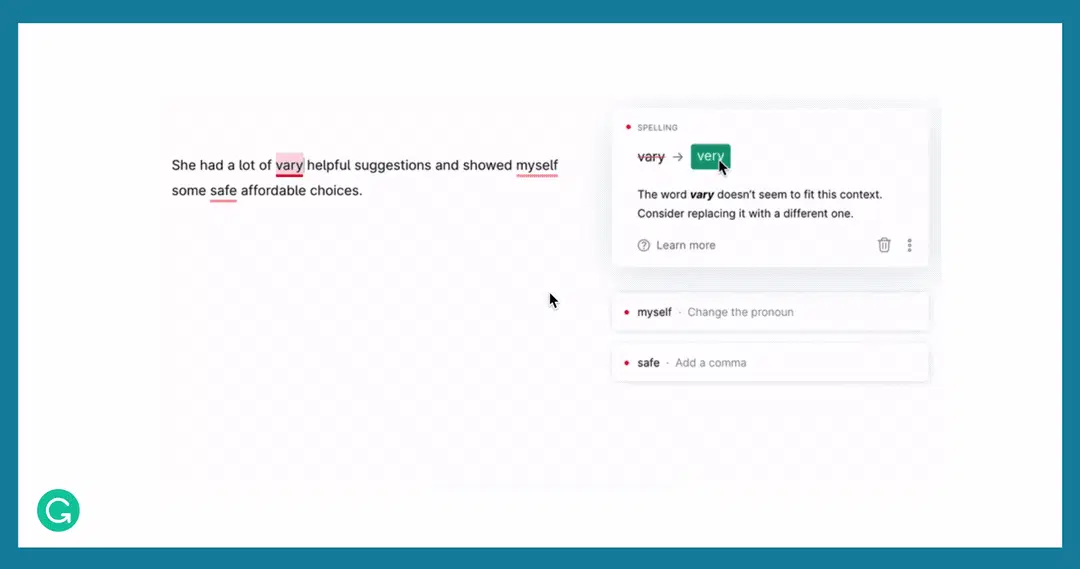 She had a lot of vary helpful suggestions and showed myself
some safe affordable choices.
SPELLING
vary → very
The word vary doesn’t seem to fit this context.
Consider replacing it with a different one.
Learn more
myself · Change the pronoun
safe · Add a comma